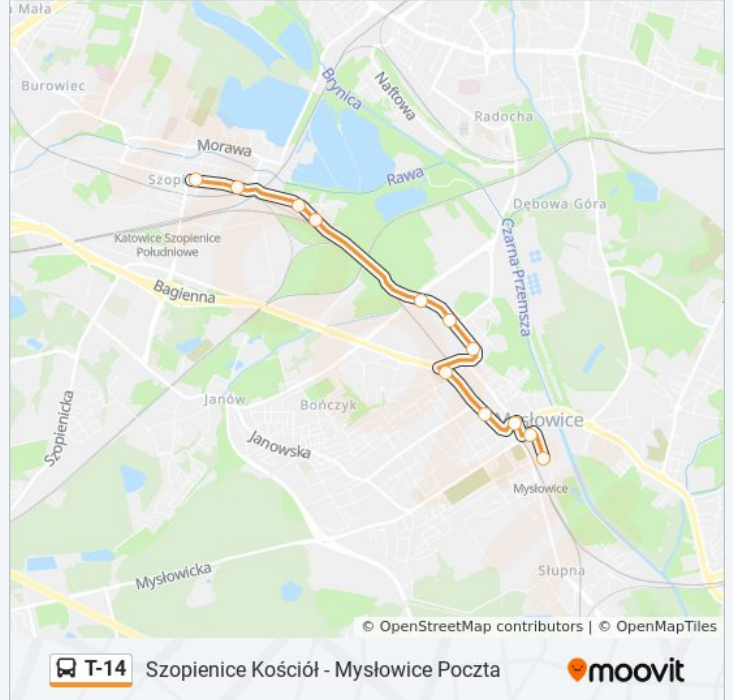 Mała
Burowiec
Brynica
Naftowa
Radocha
Morawa
Szopi
Rawa
Dębowa Góra
Katowice Szopienice
Południowe
Czarna Przemsza
Bagienna
Janów
Bończyk
Szopienicka
Mysłowice
Janowska
Mysłowice
Mysłowicka
Słupna
© OpenStreetMap contributors | © OpenMapTiles
T-14 Szopienice Kościół - Mysłowice Poczta moovit